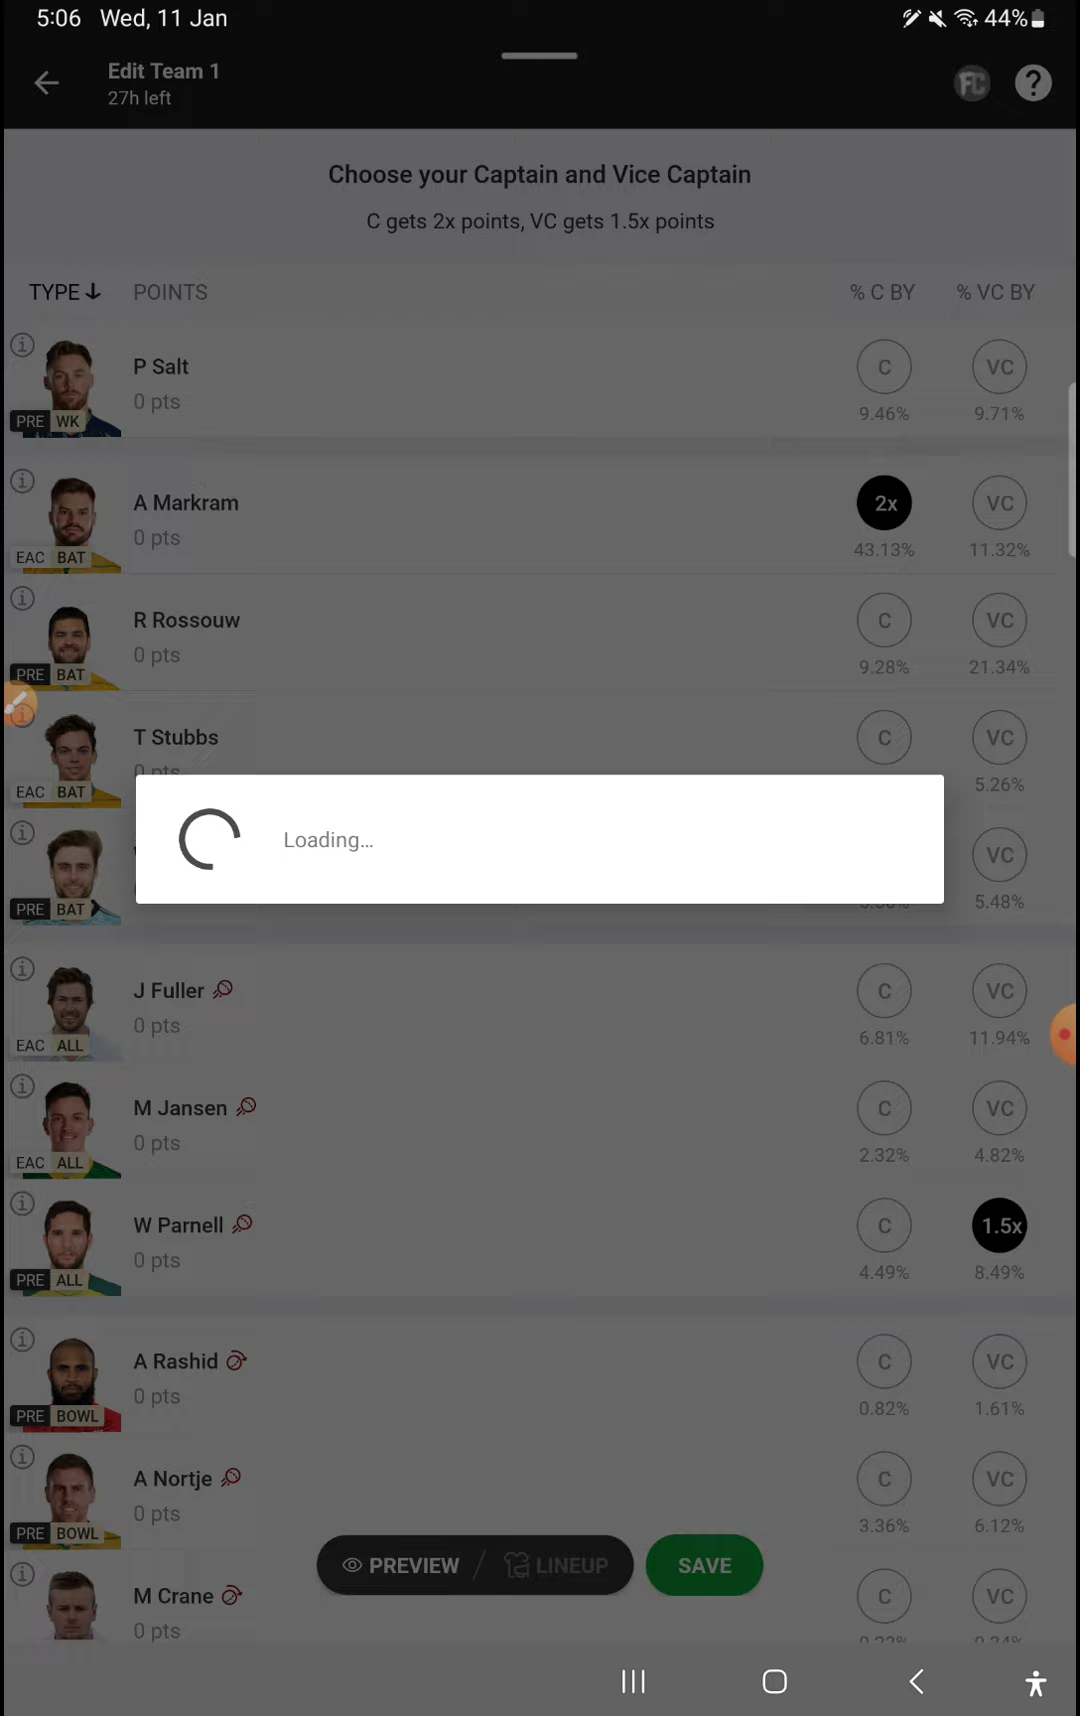 5:06 Wed, 11 Jan 44%
Edit Team 1
27h left
FC ?
Choose your Captain and Vice Captain
C gets 2x points, VC gets 1.5x points
TYPE POINTS % C BY % VC BY
P Salt
0 pts
C VC
PRE WK
9.46% 9.71%
A Markram
0 pts
2x VC
EAC BAT
43.13% 11.32%
R Rossouw
0 pts
C VC
PRE BAT
9.28% 21.34%
T Stubbs
0 pts
C VC
EAC BAT
5.26%
Loading...
VC
PRE BAT
5.48%
J Fuller
0 pts
C VC
EAC ALL
6.81% 11.94%
M Jansen
0 pts
C VC
EAC ALL
2.32% 4.82%
W Parnell
0 pts
C 1.5x
PRE ALL
4.49% 8.49%
A Rashid
0 pts
C VC
PRE BOWL
0.82% 1.61%
A Nortje
0 pts
C VC
PRE BOWL
3.36% 6.12%
PREVIEW / LINEUP SAVE
M Crane
0 pts
C VC